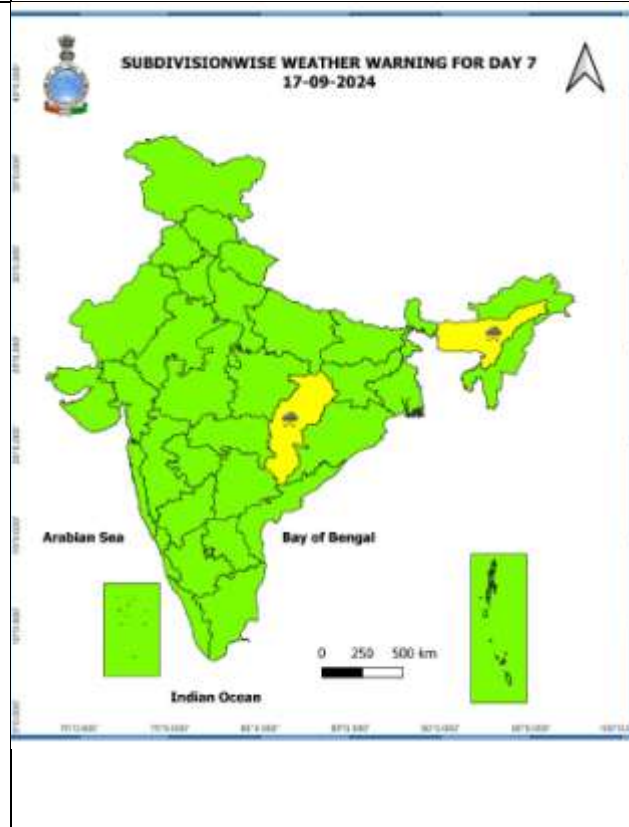 SUBDIVISIONWISE WEATHER WARNING FOR DAY 7
17-09-2024
Arabian Sea
Bay of Bengal
0 250 500 km
Indian Ocean